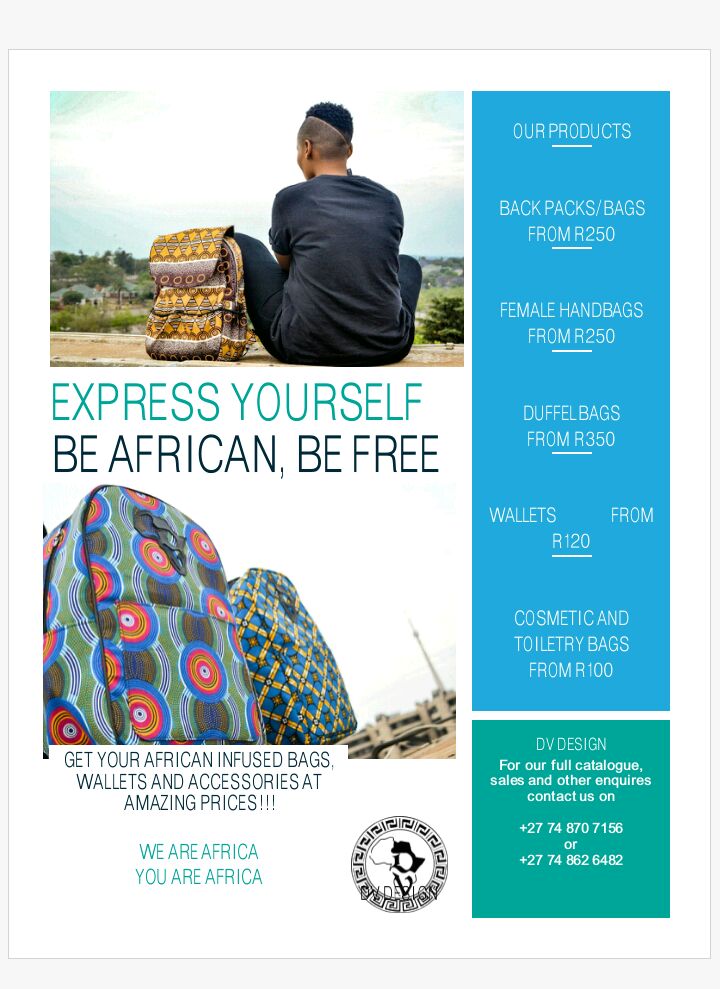 EXPRESS YOURSELF
BE AFRICAN, BE FREE
GET YOUR AFRICAN INFUSED BAGS,
WALLETS AND ACCESSORIES AT
AMAZING PRICES!!!
WE ARE AFRICA
YOU ARE AFRICA
DV DESIGN
OUR PRODUCTS
BACK PACKS/BAGS
FROM R250
FEMALE HANDBAGS
FROM R250
DUFFEL BAGS
FROM R350
WALLETS FROM
R120
COSMETIC AND
TOILETRY BAGS
FROM R100
DV DESIGN
For our full catalogue,
sales and other enquires
contact us on
+27 74 870 7156
or
+27 74 862 6482